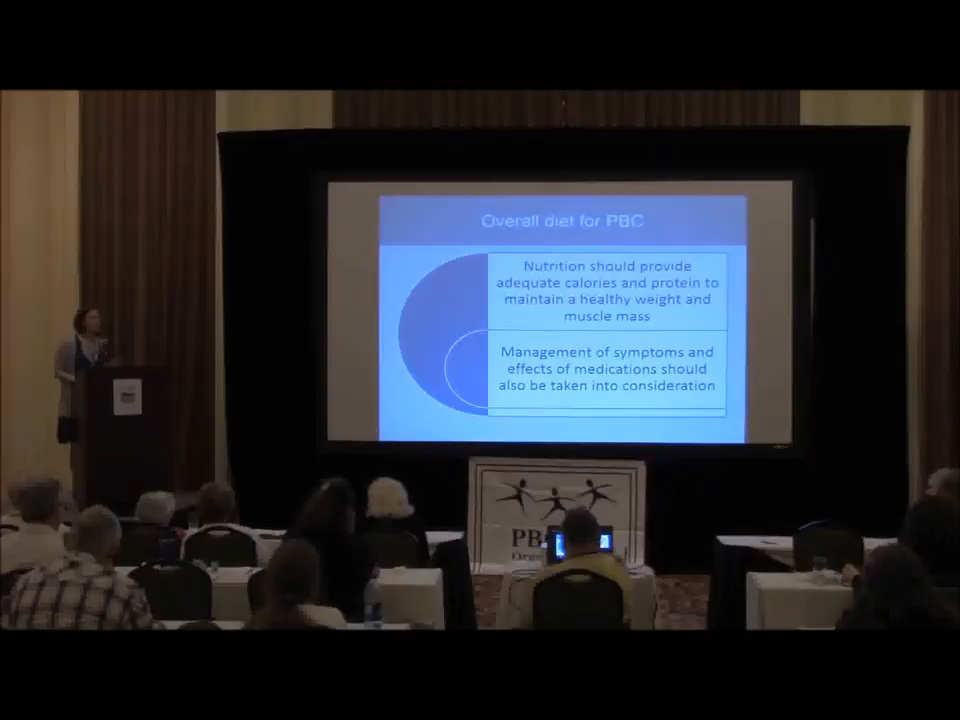 Overall diet for PBC
Nutrition should provide
adequate calories and protein to
maintain a healthy weight and
muscle mass
Management of symptoms and
effects of medications should
also be taken into consideration